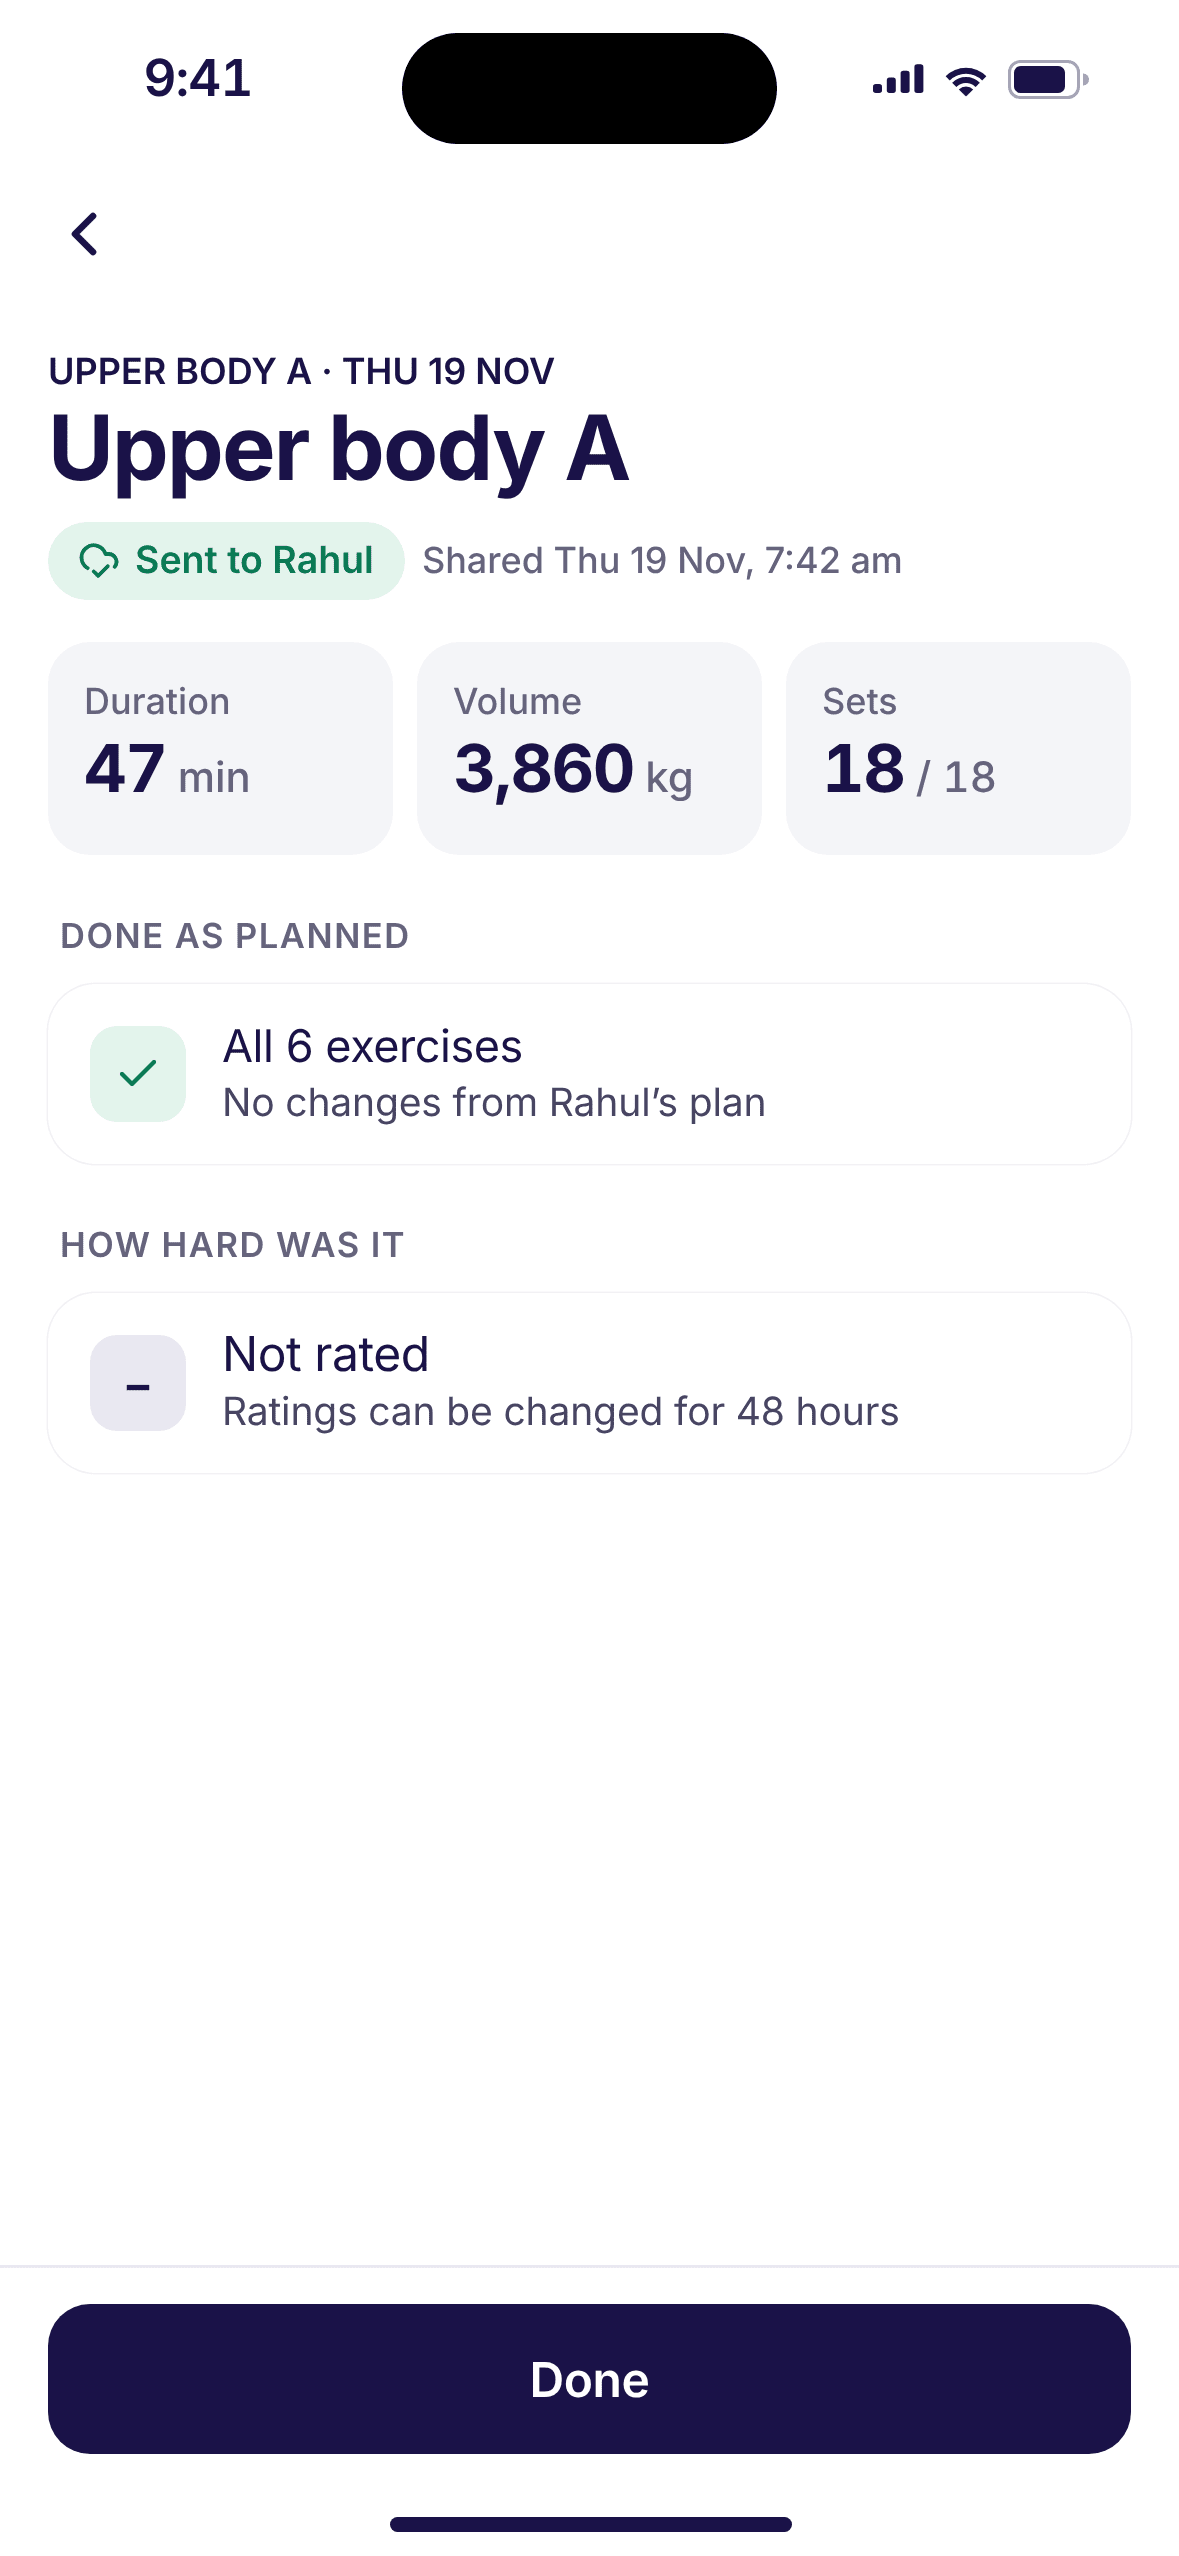 9:41
UPPER BODY A · THU 19 NOV
Upper body A
Sent to Rahul
Shared Thu 19 Nov, 7:42 am
Duration
47 min
Volume
3,860 kg
Sets
18 / 18
DONE AS PLANNED
All 6 exercises
No changes from Rahul’s plan
HOW HARD WAS IT
–
Not rated
Ratings can be changed for 48 hours
Done